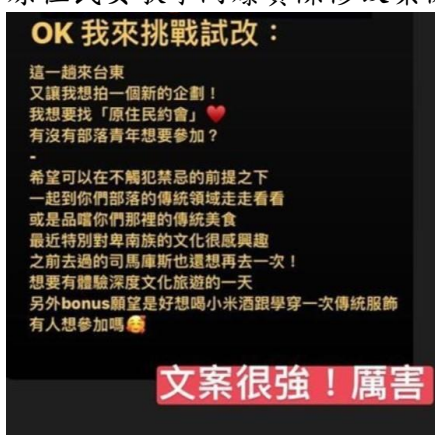 OK 我來挑戰試改：
這一趟來台東
又讓我想拍一個新的企劃！
我想要找「原住民約會」♥
有沒有部落青年想要參加？
-
希望可以在不觸犯禁忌的前提之下
一起到你們部落的傳統領域走走看看
或是品嚐你們那裡的傳統美食
最近特別對卑南族的文化很感興趣
之前去過的司馬庫斯也還想再去一次！
想要有體驗深度文化旅遊的一天
另外bonus願望是好想喝小米酒跟學穿一次傳統服飾
有人想參加嗎🥰
文案很強！厲害